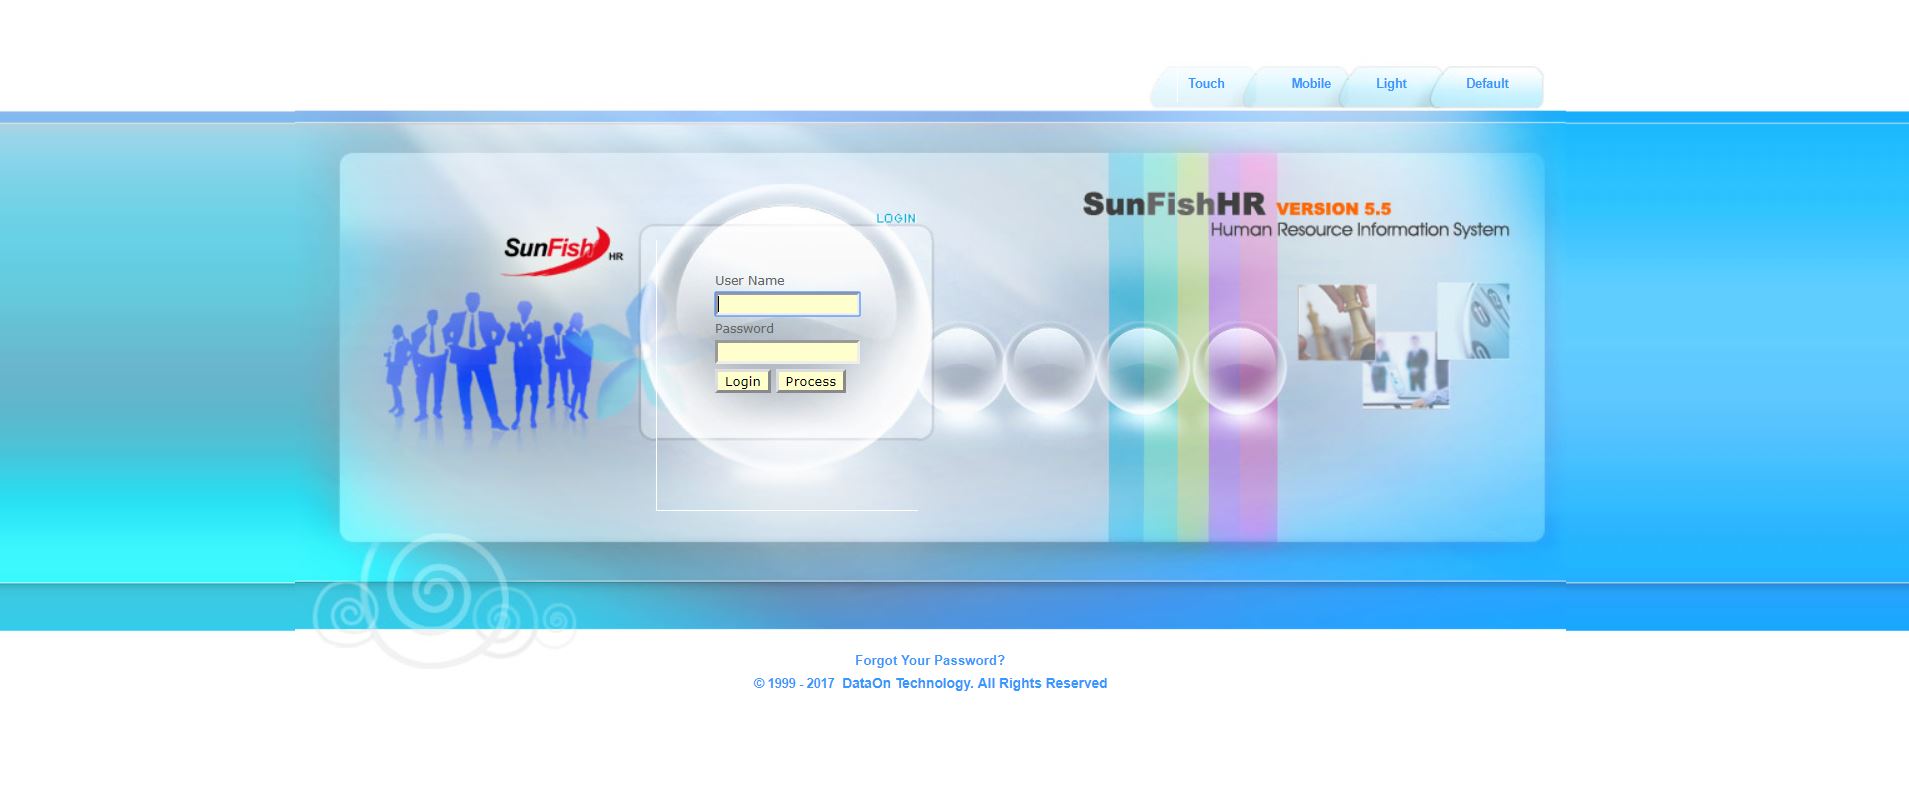 Touch Mobile Light Default
SunFishHR VERSION 5.5
Human Resource Information System
SunFish HR
LOGIN
User Name
Password
Login Process
Forgot Your Password?
© 1999 - 2017 DataOn Technology. All Rights Reserved